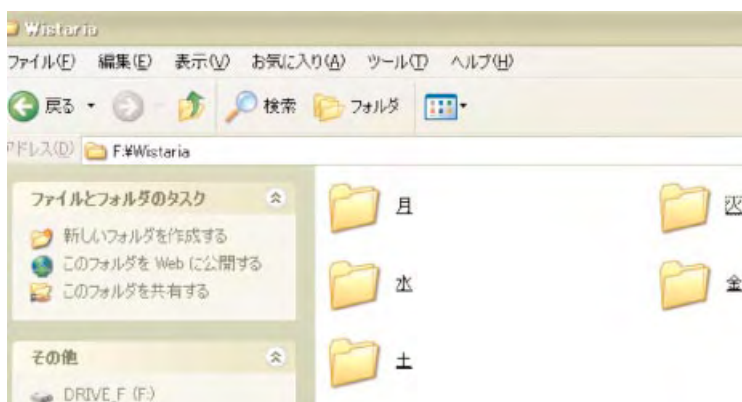 Wistaria
ファイル(F) 編集(E) 表示(V) お気に入り(A) ツール(T) ヘルプ(H)
戻る 検索 フォルダ
アドレス(D) F:¥Wistaria
ファイルとフォルダのタスク
新しいフォルダを作成する
このフォルダを Web に公開する
このフォルダを共有する
その他
DRIVE_F (F:)
月 火
水 金
土